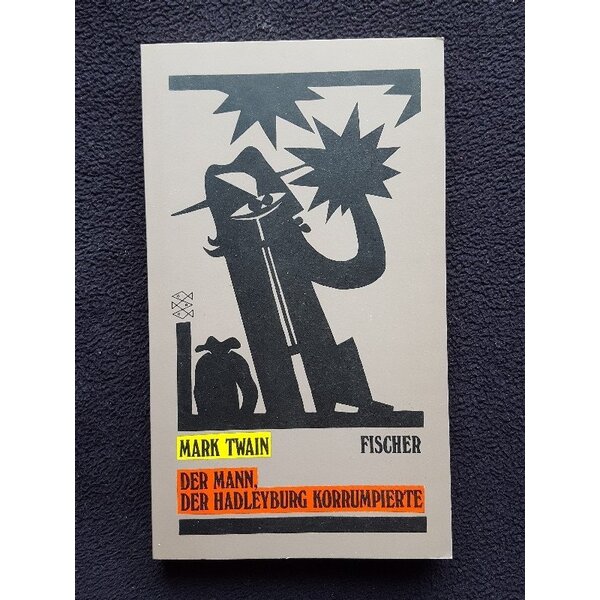 MARK TWAIN
FISCHER
DER MANN,
DER HADLEYBURG KORRUMPIERTE